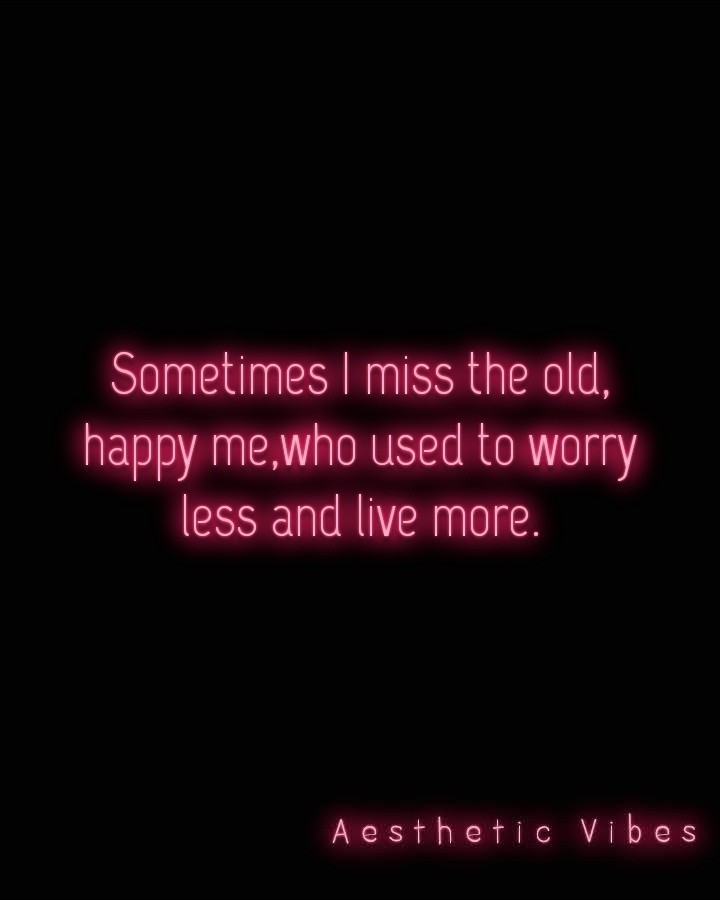 Sometimes I miss the old,
happy me,who used to worry
less and live more.
Aesthetic Vibes